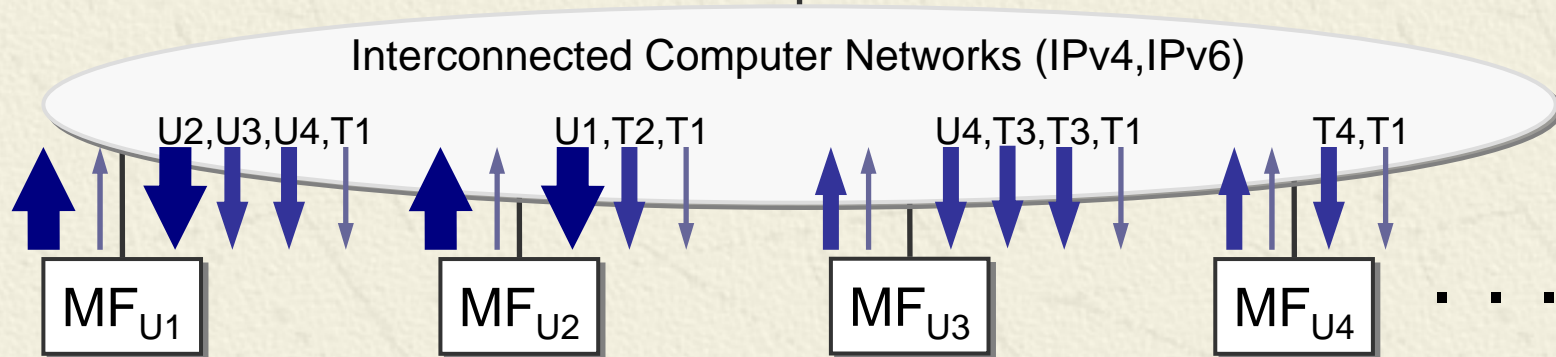 Interconnected Computer Networks (IPv4,IPv6)
U2,U3,U4,T1 U1,T2,T1 U4,T3,T3,T1 T4,T1
MFU1 MFU2 MFU3 MFU4 . . .